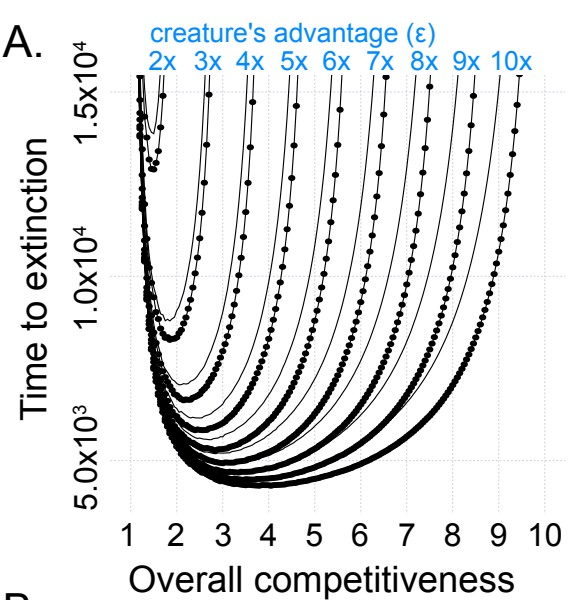 A.
creature's advantage (ε)
2x 3x 4x 5x 6x 7x 8x 9x 10x
Time to extinction
1.5x10⁴
1.0x10⁴
5.0x10³
1 2 3 4 5 6 7 8 9 10
Overall competitiveness